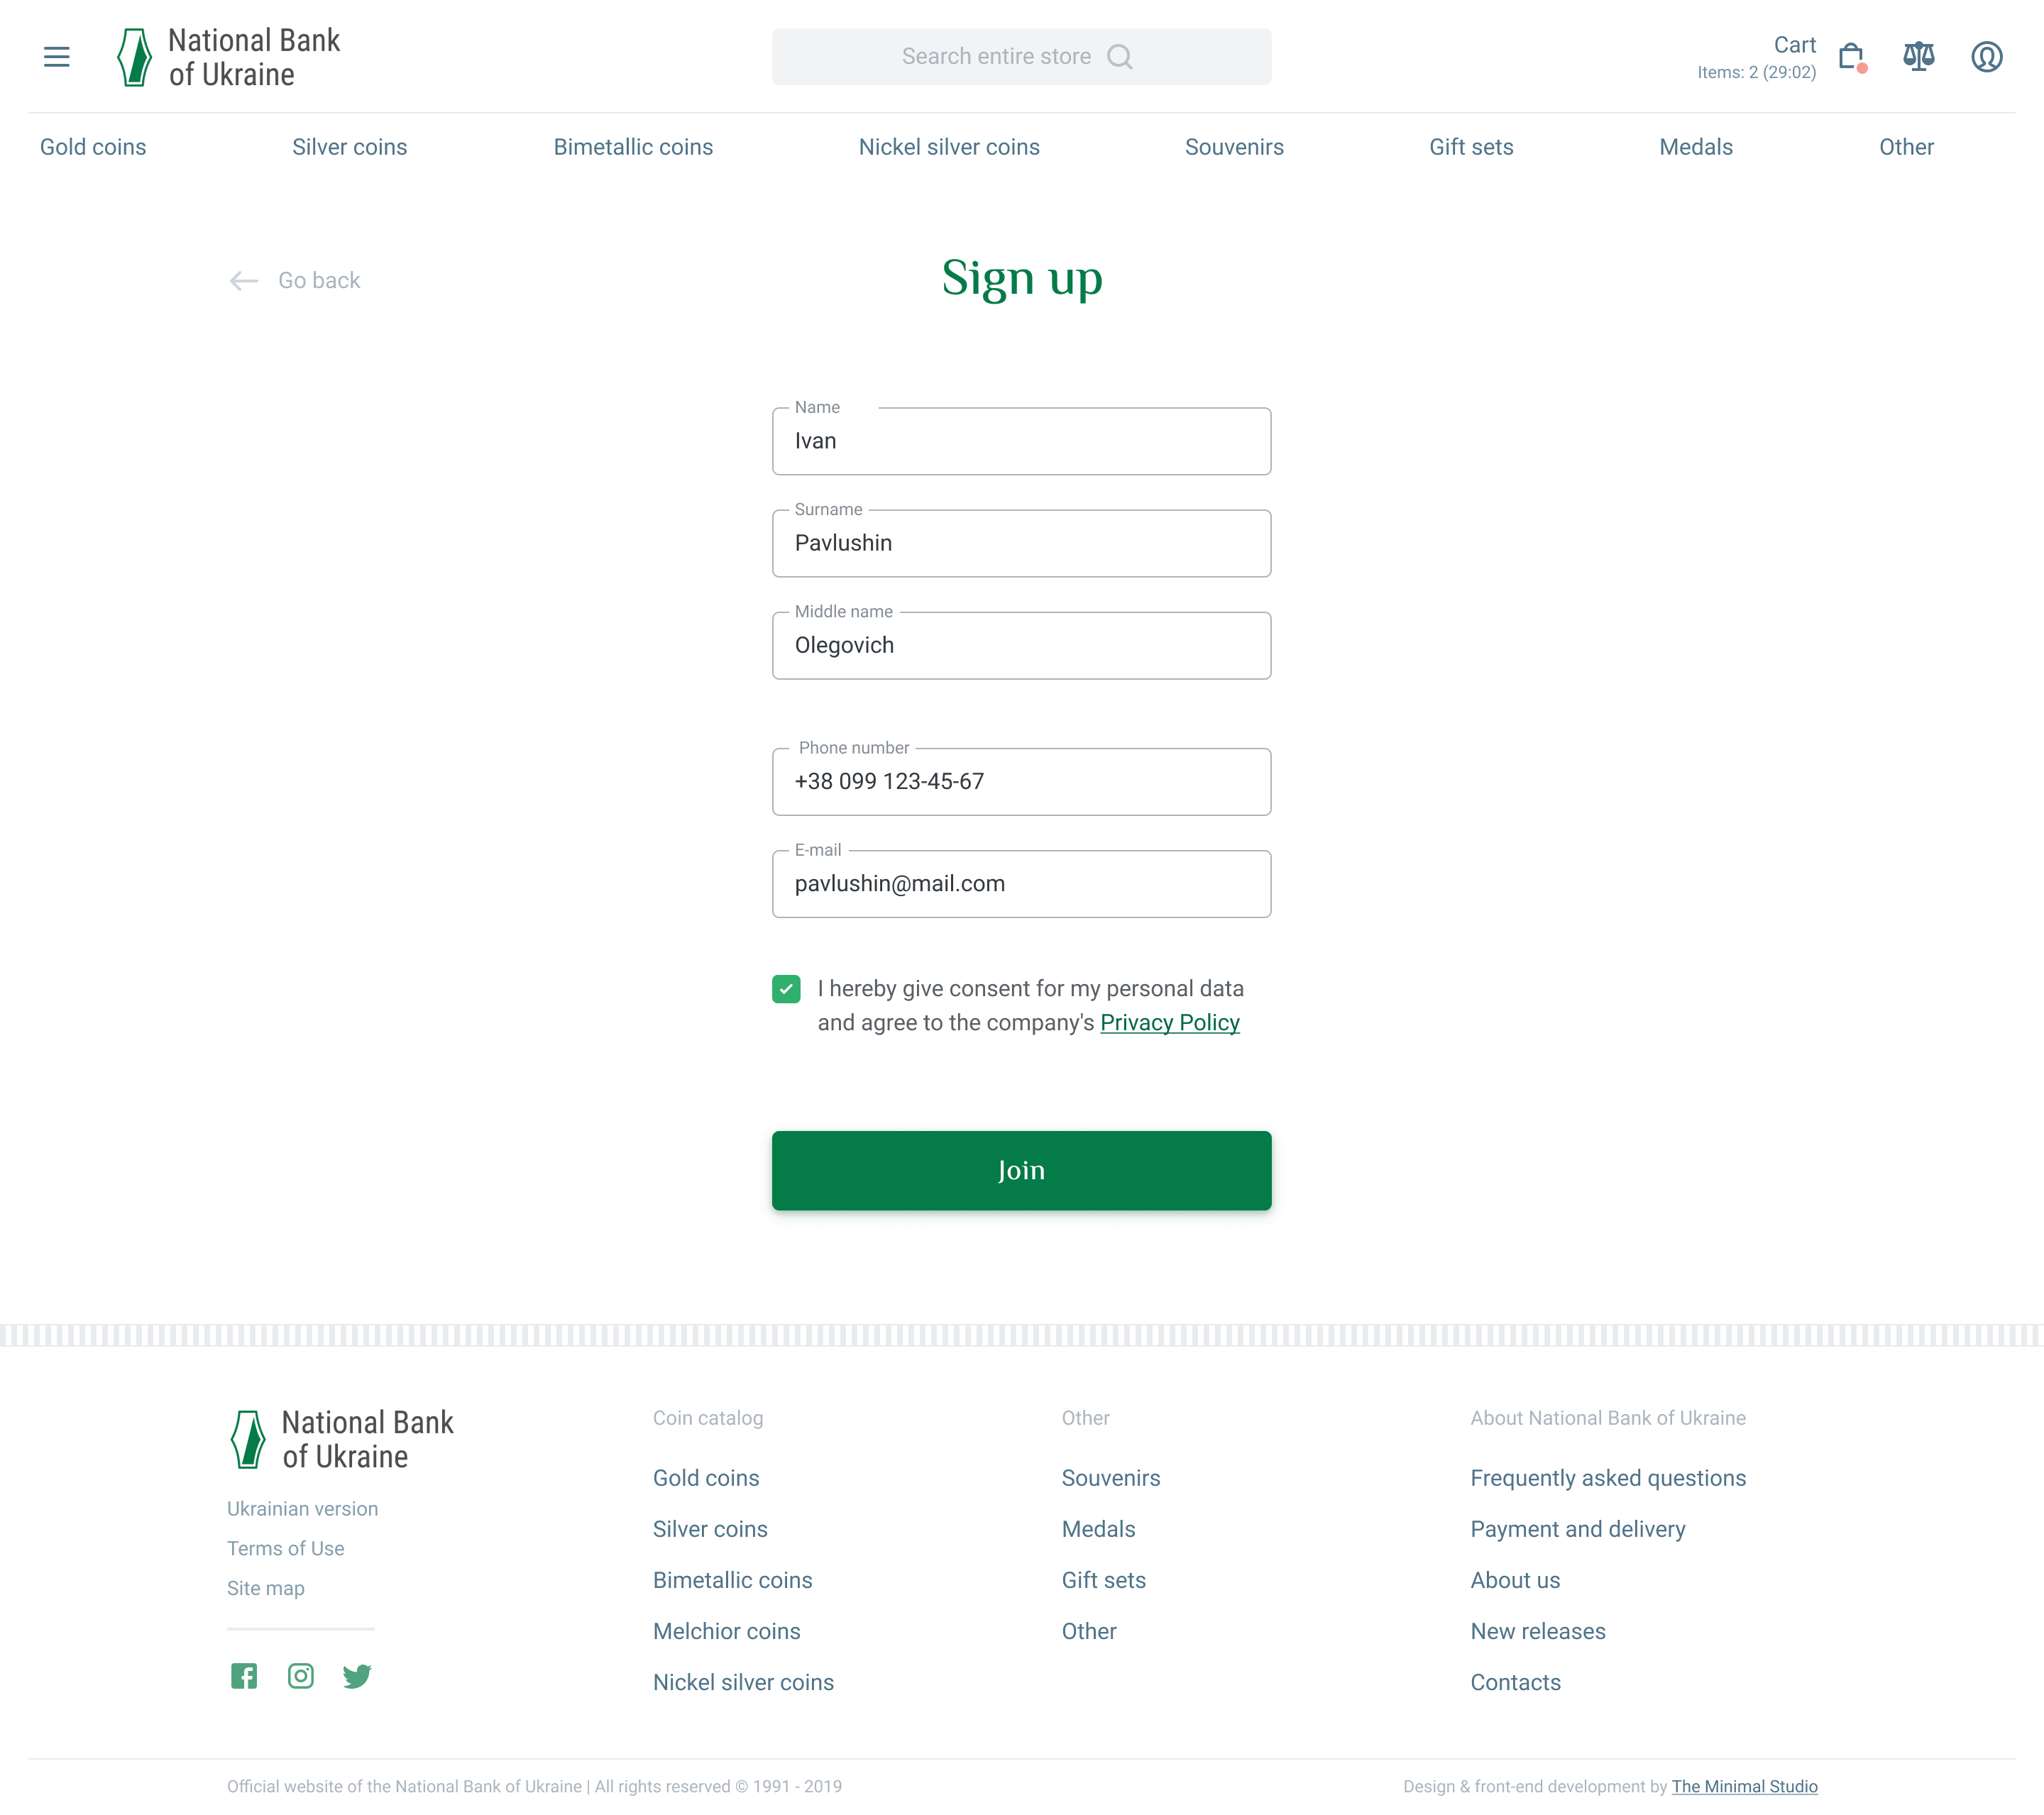 National Bank
of Ukraine
Search entire store
Cart
Items: 2 (29:02)
Gold coins
Silver coins
Bimetallic coins
Nickel silver coins
Souvenirs
Gift sets
Medals
Other
Go back
Sign up
Name
Ivan
Surname
Pavlushin
Middle name
Olegovich
Phone number
+38 099 123-45-67
E-mail
pavlushin@mail.com
I hereby give consent for my personal data
and agree to the company's Privacy Policy
Join
National Bank
of Ukraine
Ukrainian version
Terms of Use
Site map
Coin catalog
Gold coins
Silver coins
Bimetallic coins
Melchior coins
Nickel silver coins
Other
Souvenirs
Medals
Gift sets
Other
About National Bank of Ukraine
Frequently asked questions
Payment and delivery
About us
New releases
Contacts
Official website of the National Bank of Ukraine | All rights reserved © 1991 - 2019
Design & front-end development by The Minimal Studio